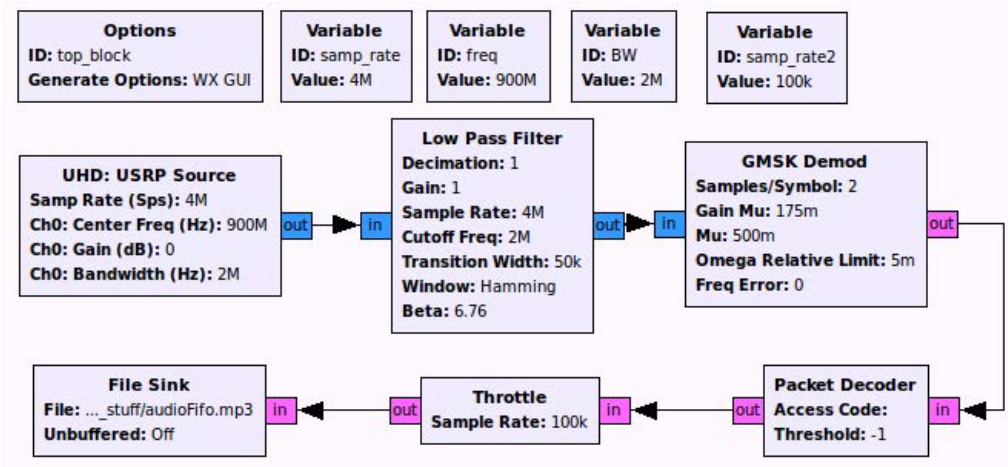 Options
ID: top_block
Generate Options: WX GUI
Variable
ID: samp_rate
Value: 4M
Variable
ID: freq
Value: 900M
Variable
ID: BW
Value: 2M
Variable
ID: samp_rate2
Value: 100k
UHD: USRP Source
Samp Rate (Sps): 4M
Ch0: Center Freq (Hz): 900M
Ch0: Gain (dB): 0
Ch0: Bandwidth (Hz): 2M
out
in
Low Pass Filter
Decimation: 1
Gain: 1
Sample Rate: 4M
Cutoff Freq: 2M
Transition Width: 50k
Window: Hamming
Beta: 6.76
out
in
GMSK Demod
Samples/Symbol: 2
Gain Mu: 175m
Mu: 500m
Omega Relative Limit: 5m
Freq Error: 0
out
File Sink
File: ..._stuff/audioFifo.mp3
Unbuffered: Off
in
out
Throttle
Sample Rate: 100k
in
out
Packet Decoder
Access Code:
Threshold: -1
in